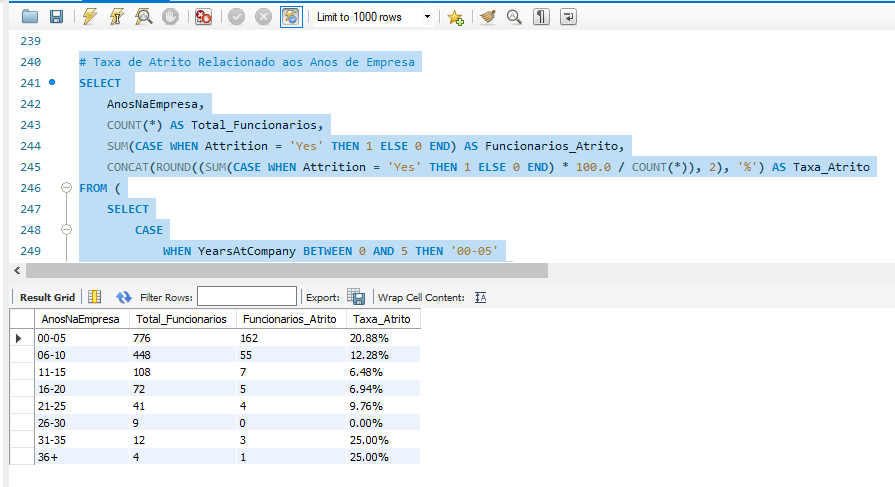 Limit to 1000 rows
239
240 # Taxa de Atrito Relacionado aos Anos de Empresa
241 SELECT
242 AnosNaEmpresa,
243 COUNT(*) AS Total_Funcionarios,
244 SUM(CASE WHEN Attrition = 'Yes' THEN 1 ELSE 0 END) AS Funcionarios_Atrito,
245 CONCAT(ROUND((SUM(CASE WHEN Attrition = 'Yes' THEN 1 ELSE 0 END) * 100.0 / COUNT(*)), 2), '%') AS Taxa_Atrito
246 FROM (
247 SELECT
248 CASE
249 WHEN YearsAtCompany BETWEEN 0 AND 5 THEN '00-05'
Result Grid Filter Rows: Export: Wrap Cell Content: IA
AnosNaEmpresa Total_Funcionarios Funcionarios_Atrito Taxa_Atrito
00-05 776 162 20.88%
06-10 448 55 12.28%
11-15 108 7 6.48%
16-20 72 5 6.94%
21-25 41 4 9.76%
26-30 9 0 0.00%
31-35 12 3 25.00%
36+ 4 1 25.00%